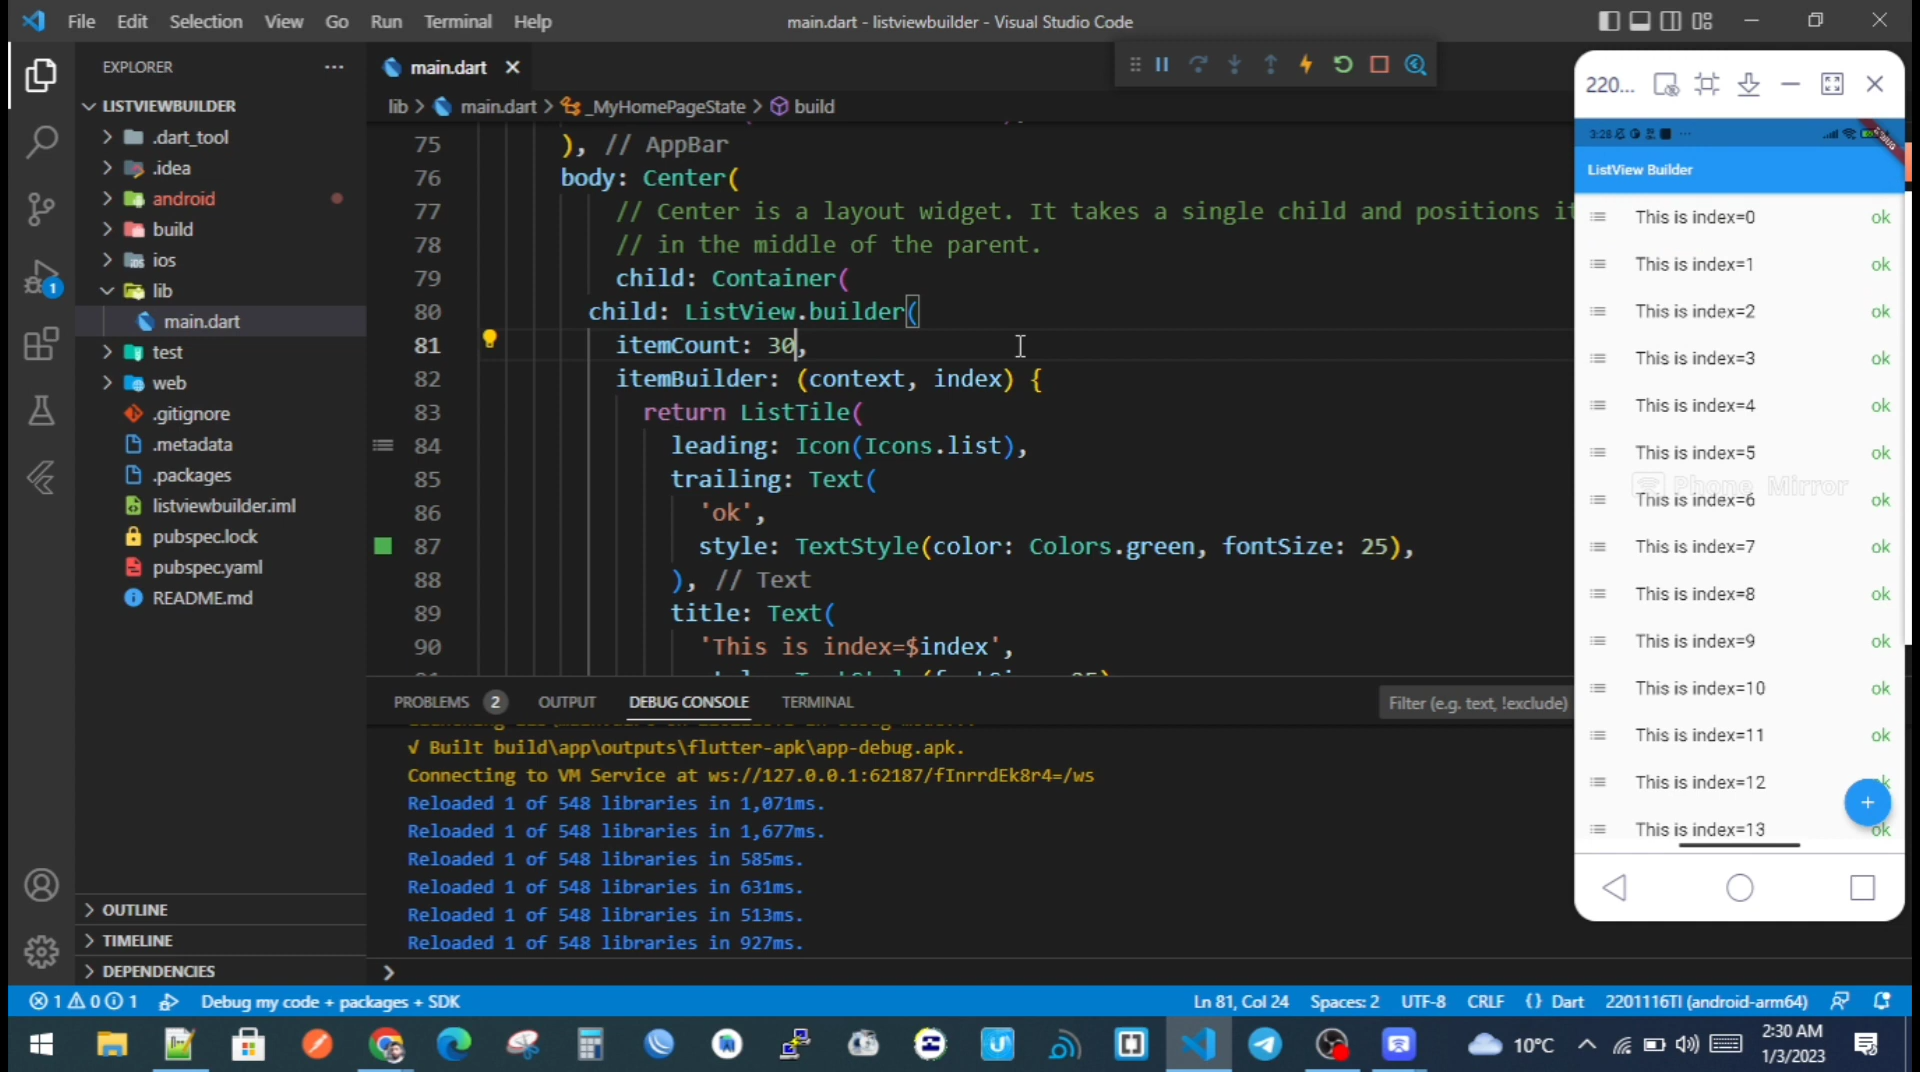 File Edit Selection View Go Run Terminal Help
main.dart - listviewbuilder - Visual Studio Code
EXPLORER
LISTVIEWBUILDER
.dart_tool
.idea
android
build
ios
lib
main.dart
test
web
.gitignore
.metadata
.packages
listviewbuilder.iml
pubspec.lock
pubspec.yaml
README.md
OUTLINE
TIMELINE
DEPENDENCIES
main.dart
lib > main.dart > _MyHomePageState > build
75 ), // AppBar
76 body: Center(
77 // Center is a layout widget. It takes a single child and positions it
78 // in the middle of the parent.
79 child: Container(
80 child: ListView.builder(
81 itemCount: 30,
82 itemBuilder: (context, index) {
83 return ListTile(
84 leading: Icon(Icons.list),
85 trailing: Text(
86 'ok',
87 style: TextStyle(color: Colors.green, fontSize: 25),
88 ), // Text
89 title: Text(
90 'This is index=$index',
PROBLEMS 2 OUTPUT DEBUG CONSOLE TERMINAL
Filter (e.g. text, !exclude)
√ Built build\app\outputs\flutter-apk\app-debug.apk.
Connecting to VM Service at ws://127.0.0.1:62187/fInrrdEk8r4=/ws
Reloaded 1 of 548 libraries in 1,071ms.
Reloaded 1 of 548 libraries in 1,677ms.
Reloaded 1 of 548 libraries in 585ms.
Reloaded 1 of 548 libraries in 631ms.
Reloaded 1 of 548 libraries in 513ms.
Reloaded 1 of 548 libraries in 927ms.
220...
3:28
Debug
ListView Builder
This is index=0 ok
This is index=1 ok
This is index=2 ok
This is index=3 ok
This is index=4 ok
This is index=5 ok
Phone Mirror
This is index=6 ok
This is index=7 ok
This is index=8 ok
This is index=9 ok
This is index=10 ok
This is index=11 ok
This is index=12
This is index=13 ok
1 0 1 Debug my code + packages + SDK
Ln 81, Col 24 Spaces: 2 UTF-8 CRLF {} Dart 2201116TI (android-arm64)
10°C
2:30 AM
1/3/2023